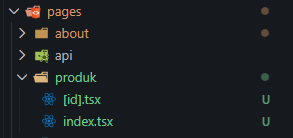 pages
about
api
produk
[id].tsx U
index.tsx U